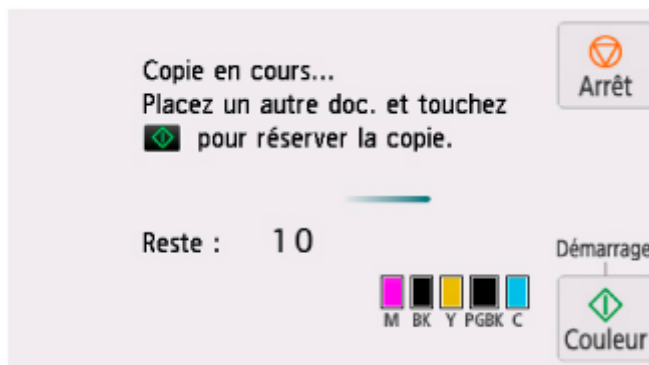 Copie en cours...
Placez un autre doc. et touchez
pour réserver la copie.
Arrêt
Reste : 10
Démarrage
M BK Y PGBK C
Couleur